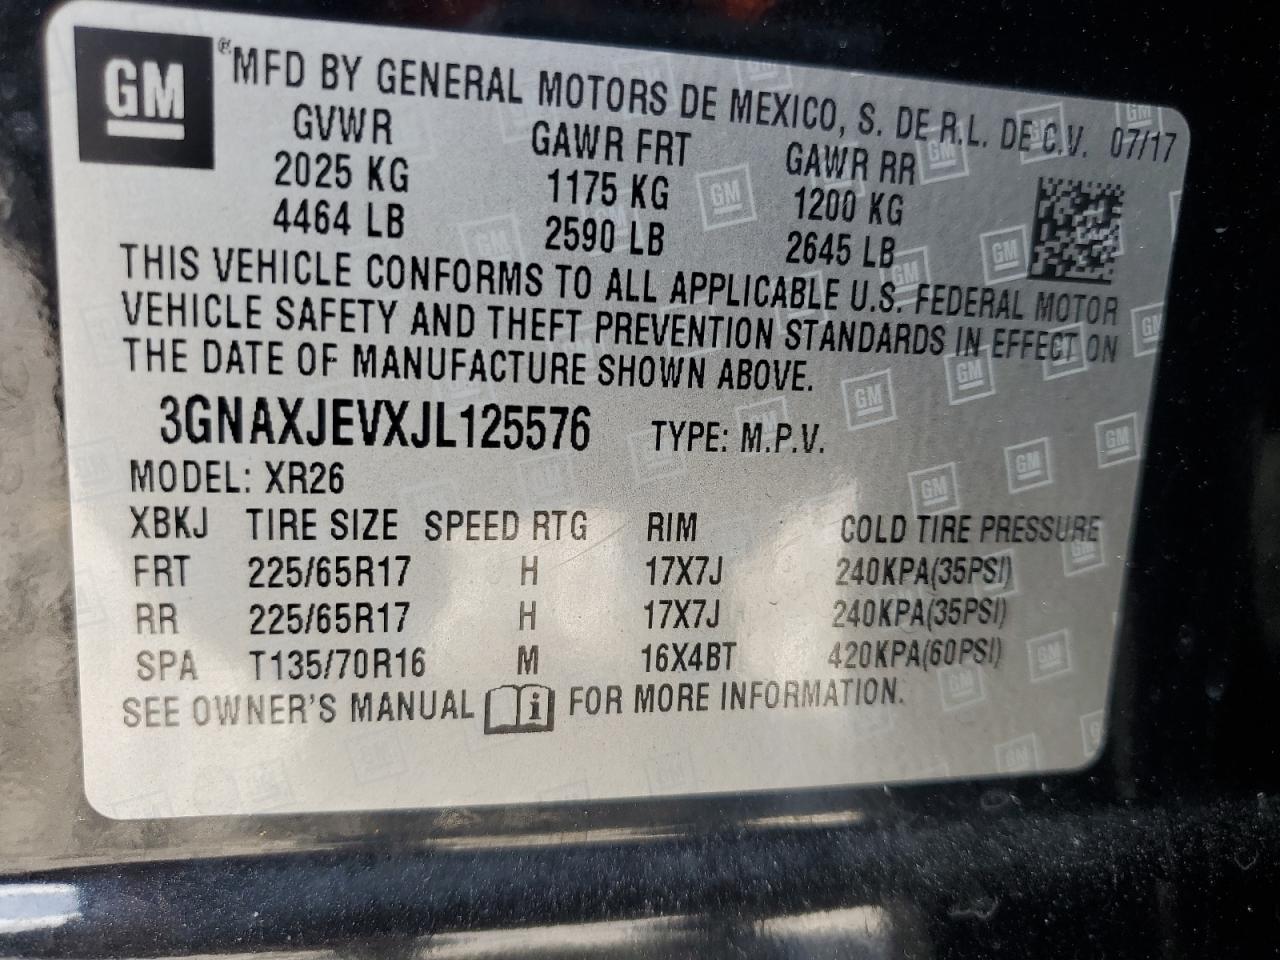 GM ® MFD BY GENERAL MOTORS DE MEXICO, S. DE R.L. DE C.V. 07/17
GVWR GAWR FRT GAWR RR
2025 KG 1175 KG 1200 KG
4464 LB 2590 LB 2645 LB
THIS VEHICLE CONFORMS TO ALL APPLICABLE U.S. FEDERAL MOTOR
VEHICLE SAFETY AND THEFT PREVENTION STANDARDS IN EFFECT ON
THE DATE OF MANUFACTURE SHOWN ABOVE.
3GNAXJEVXJL125576 TYPE: M.P.V.
MODEL: XR26
XBKJ TIRE SIZE SPEED RTG RIM COLD TIRE PRESSURE
FRT 225/65R17 H 17X7J 240KPA(35PSI)
RR 225/65R17 H 17X7J 240KPA(35PSI)
SPA T135/70R16 M 16X4BT 420KPA(60PSI)
SEE OWNER'S MANUAL i FOR MORE INFORMATION.